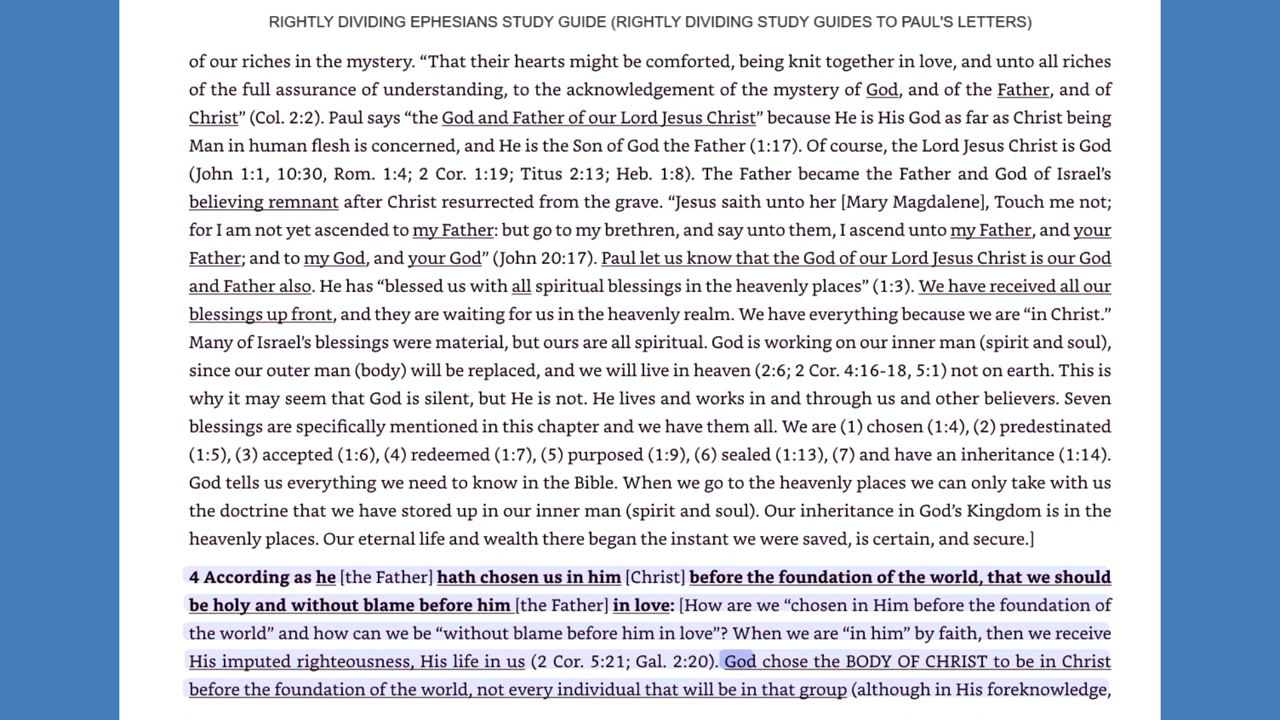 RIGHTLY DIVIDING EPHESIANS STUDY GUIDE (RIGHTLY DIVIDING STUDY GUIDES TO PAUL'S LETTERS)
of our riches in the mystery. “That their hearts might be comforted, being knit together in love, and unto all riches
of the full assurance of understanding, to the acknowledgement of the mystery of God, and of the Father, and of
Christ” (Col. 2:2). Paul says “the God and Father of our Lord Jesus Christ” because He is His God as far as Christ being
Man in human flesh is concerned, and He is the Son of God the Father (1:17). Of course, the Lord Jesus Christ is God
(John 1:1, 10:30, Rom. 1:4; 2 Cor. 1:19; Titus 2:13; Heb. 1:8). The Father became the Father and God of Israel’s
believing remnant after Christ resurrected from the grave. “Jesus saith unto her [Mary Magdalene], Touch me not;
for I am not yet ascended to my Father: but go to my brethren, and say unto them, I ascend unto my Father, and your
Father; and to my God, and your God” (John 20:17). Paul let us know that the God of our Lord Jesus Christ is our God
and Father also. He has “blessed us with all spiritual blessings in the heavenly places” (1:3). We have received all our
blessings up front, and they are waiting for us in the heavenly realm. We have everything because we are “in Christ.”
Many of Israel’s blessings were material, but ours are all spiritual. God is working on our inner man (spirit and soul),
since our outer man (body) will be replaced, and we will live in heaven (2:6; 2 Cor. 4:16-18, 5:1) not on earth. This is
why it may seem that God is silent, but He is not. He lives and works in and through us and other believers. Seven
blessings are specifically mentioned in this chapter and we have them all. We are (1) chosen (1:4), (2) predestinated
(1:5), (3) accepted (1:6), (4) redeemed (1:7), (5) purposed (1:9), (6) sealed (1:13), (7) and have an inheritance (1:14).
God tells us everything we need to know in the Bible. When we go to the heavenly places we can only take with us
the doctrine that we have stored up in our inner man (spirit and soul). Our inheritance in God’s Kingdom is in the
heavenly places. Our eternal life and wealth there began the instant we were saved, is certain, and secure.]
4 According as he [the Father] hath chosen us in him [Christ] before the foundation of the world, that we should
be holy and without blame before him [the Father] in love: [How are we “chosen in Him before the foundation of
the world” and how can we be “without blame before him in love”? When we are “in him” by faith, then we receive
His imputed righteousness, His life in us (2 Cor. 5:21; Gal. 2:20). God chose the BODY OF CHRIST to be in Christ
before the foundation of the world, not every individual that will be in that group (although in His foreknowledge,